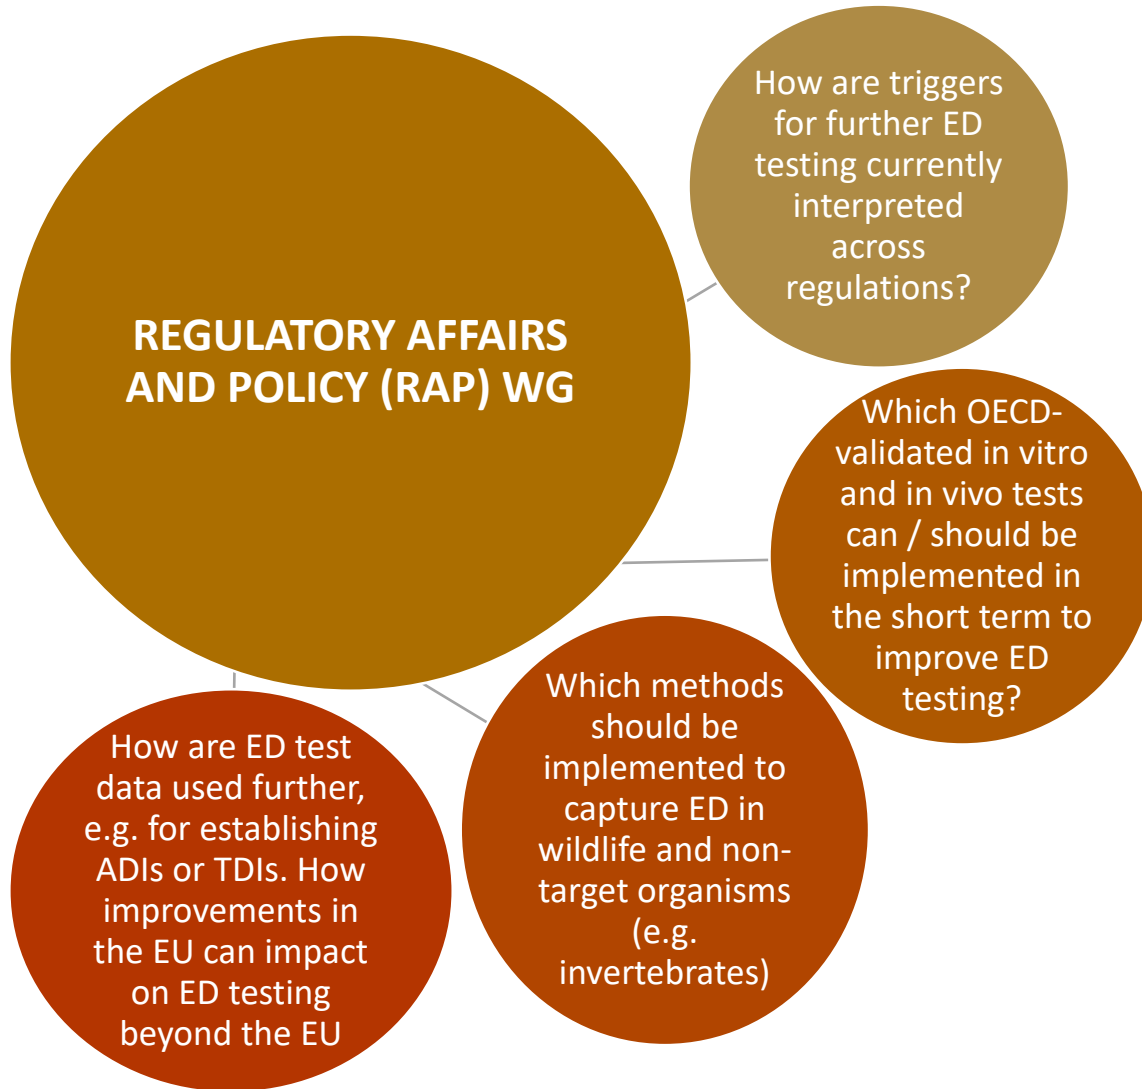 REGULATORY AFFAIRS
AND POLICY (RAP) WG
How are triggers
for further ED
testing currently
interpreted
across
regulations?
Which OECD-
validated in vitro
and in vivo tests
can / should be
implemented in
the short term to
improve ED
testing?
Which methods
should be
implemented to
capture ED in
wildlife and non-
target organisms
(e.g.
invertebrates)
How are ED test
data used further,
e.g. for establishing
ADIs or TDIs. How
improvements in
the EU can impact
on ED testing
beyond the EU